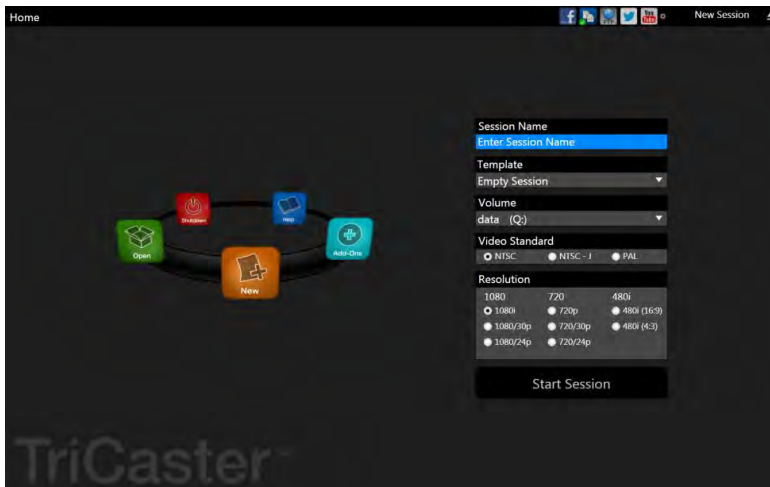 Home
New Session
Shutdown
Help
Open
Add-Ons
New
Session Name
Enter Session Name
Template
Empty Session
Volume
data (Q:)
Video Standard
NTSC NTSC - J PAL
Resolution
1080 720 480i
1080i 720p 480i (16:9)
1080/30p 720/30p 480i (4:3)
1080/24p 720/24p
Start Session
TriCaster™